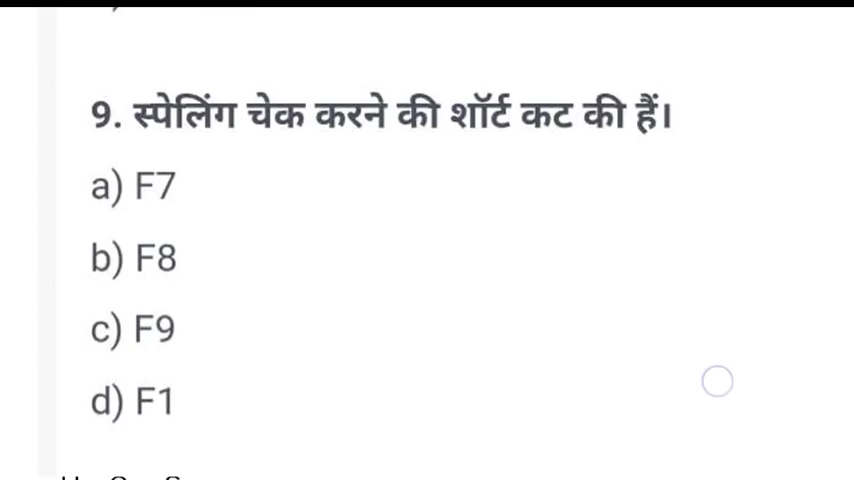 9. स्पेलिंग चेक करने की शॉर्ट कट की हैं।
a) F7
b) F8
c) F9
d) F1